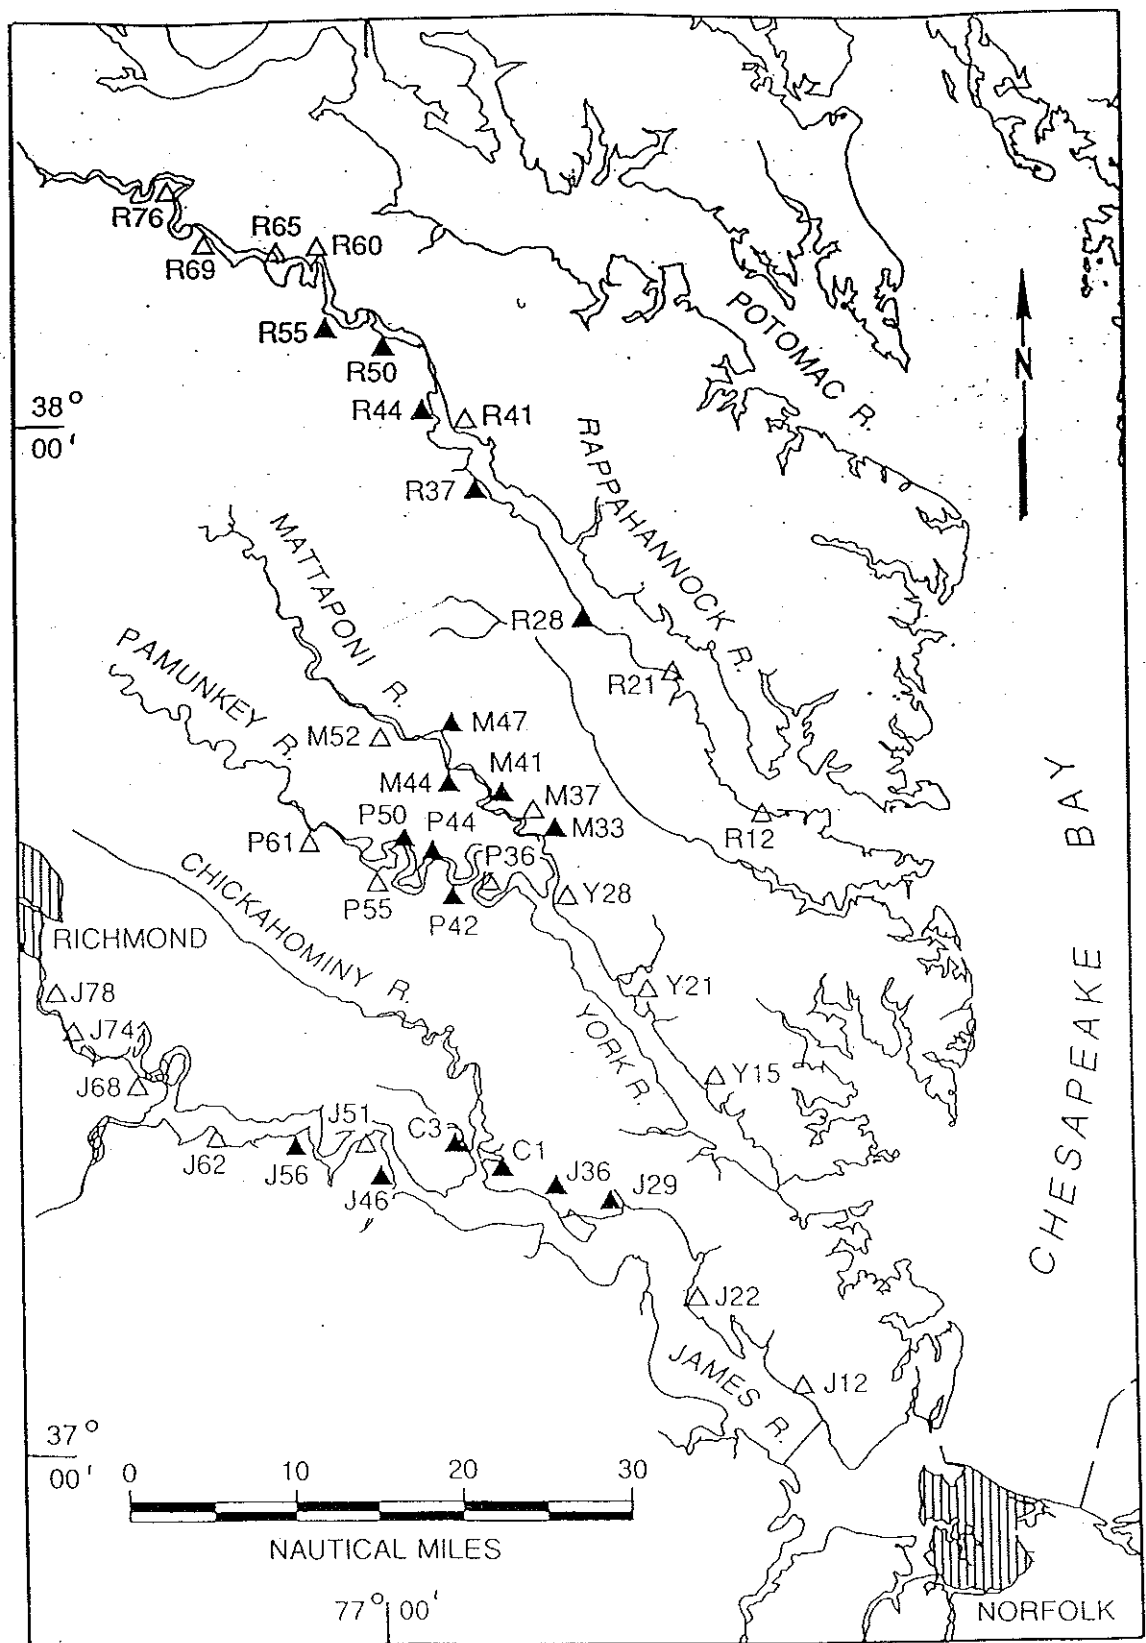 R76
R65
R60
R69
R55
R50
R44
R41
38°
00'
R37
POTOMAC R.
N
RAPPAHANNOCK R.
MATTAPONI R.
R28
PAMUNKEY R.
R21
M52
M47
M41
M44
M37
P50
P44
M33
P61
P36
R12
P55
P42
Y28
CHICKAHOMINY R.
RICHMOND
J78
Y21
J74
YORK R.
Y15
J68
J51
C3
C1
J62
J56
J46
J36
J29
CHESAPEAKE BAY
J22
JAMES R.
J12
37°
00'
0 10 20 30
NAUTICAL MILES
77° 00'
NORFOLK